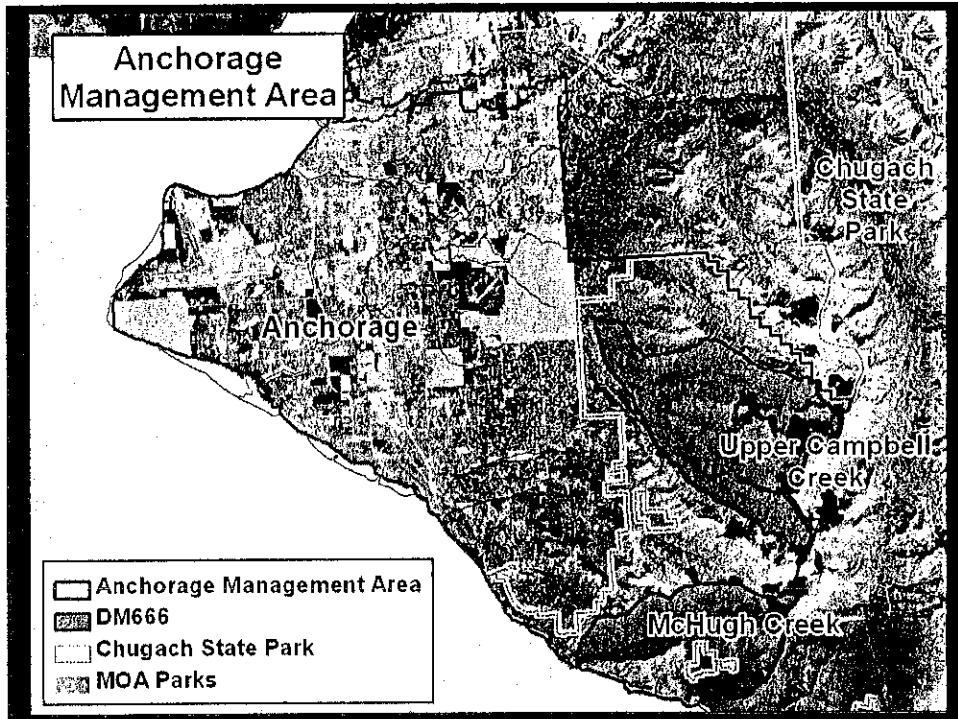 Anchorage
Management Area
Chugach
State
Park
Anchorage
Upper Campbell
Creek
McHugh Creek
Anchorage Management Area
DM666
Chugach State Park
MOA Parks